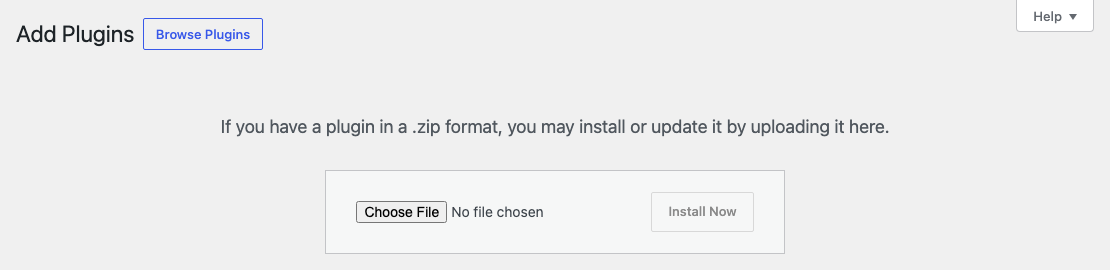 Add Plugins Browse Plugins Help
If you have a plugin in a .zip format, you may install or update it by uploading it here.
Choose File No file chosen Install Now